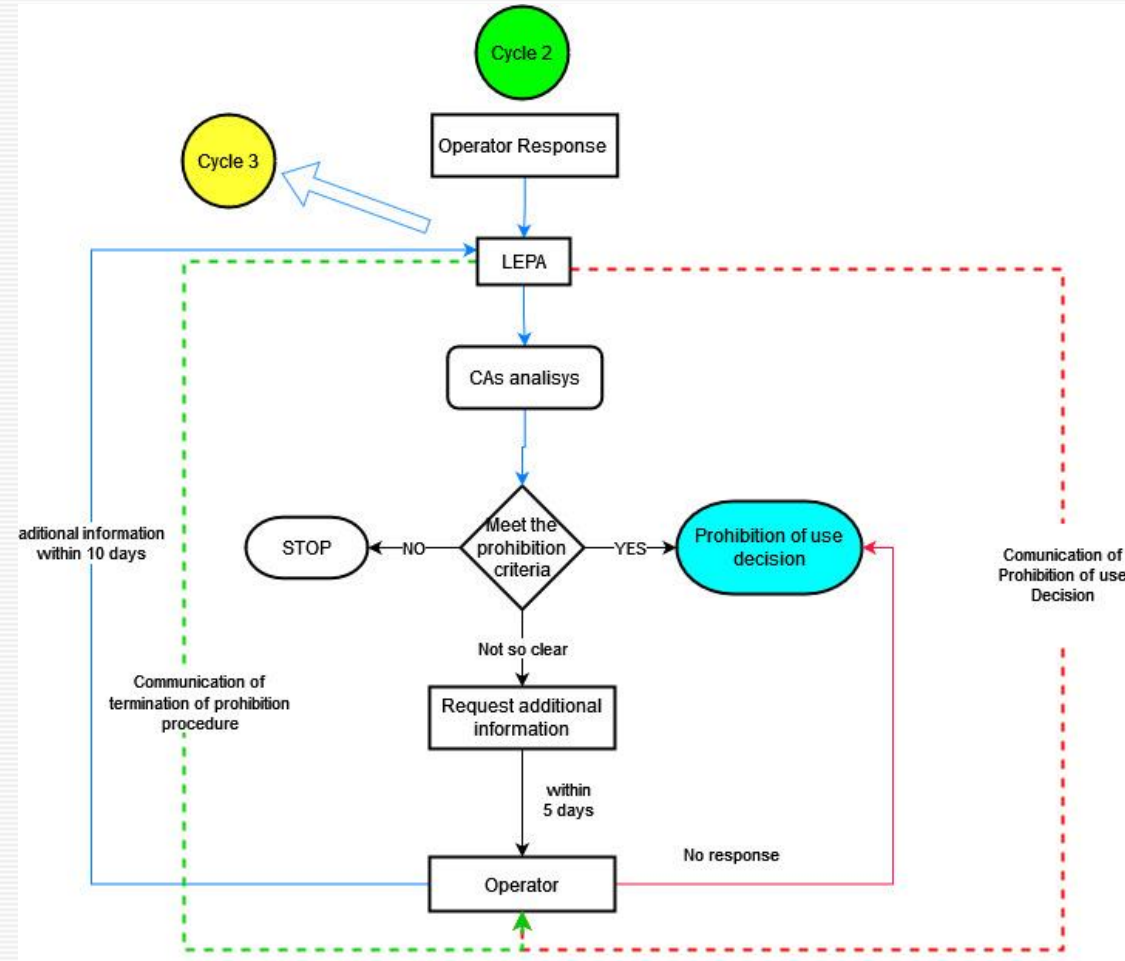 Cycle 2
Operator Response
Cycle 3
LEPA
CAs analisys
Meet the
prohibition
criteria
NO
STOP
YES
Prohibition of use
decision
aditional information
within 10 days
Comunication of
Prohibition of use
Decision
Not so clear
Communication of
termination of prohibition
procedure
Request additional
information
within
5 days
No response
Operator